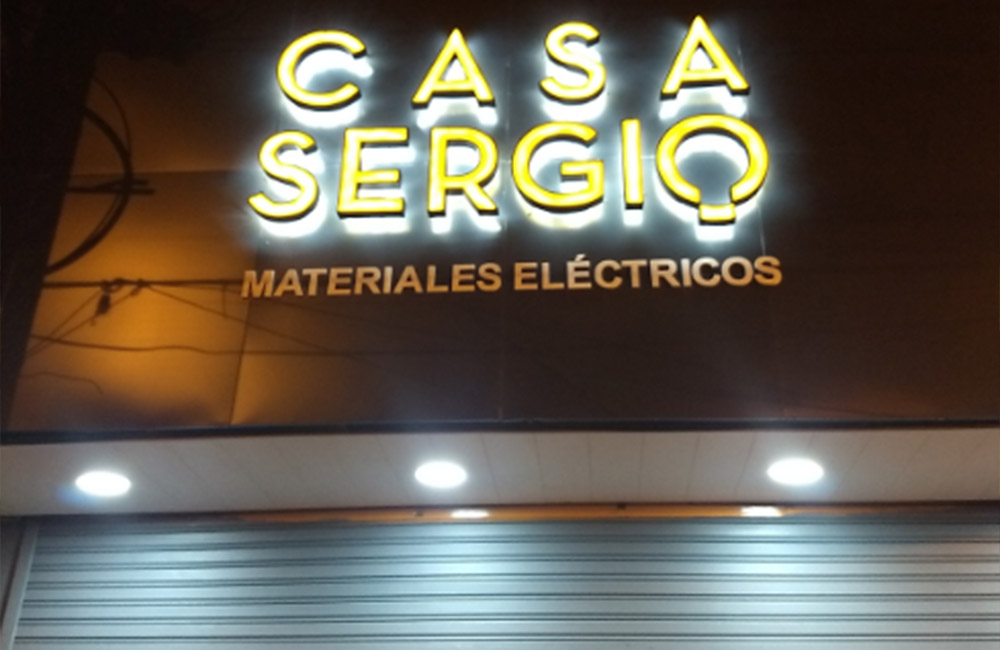 CASA
SERGIO
MATERIALES ELÉCTRICOS